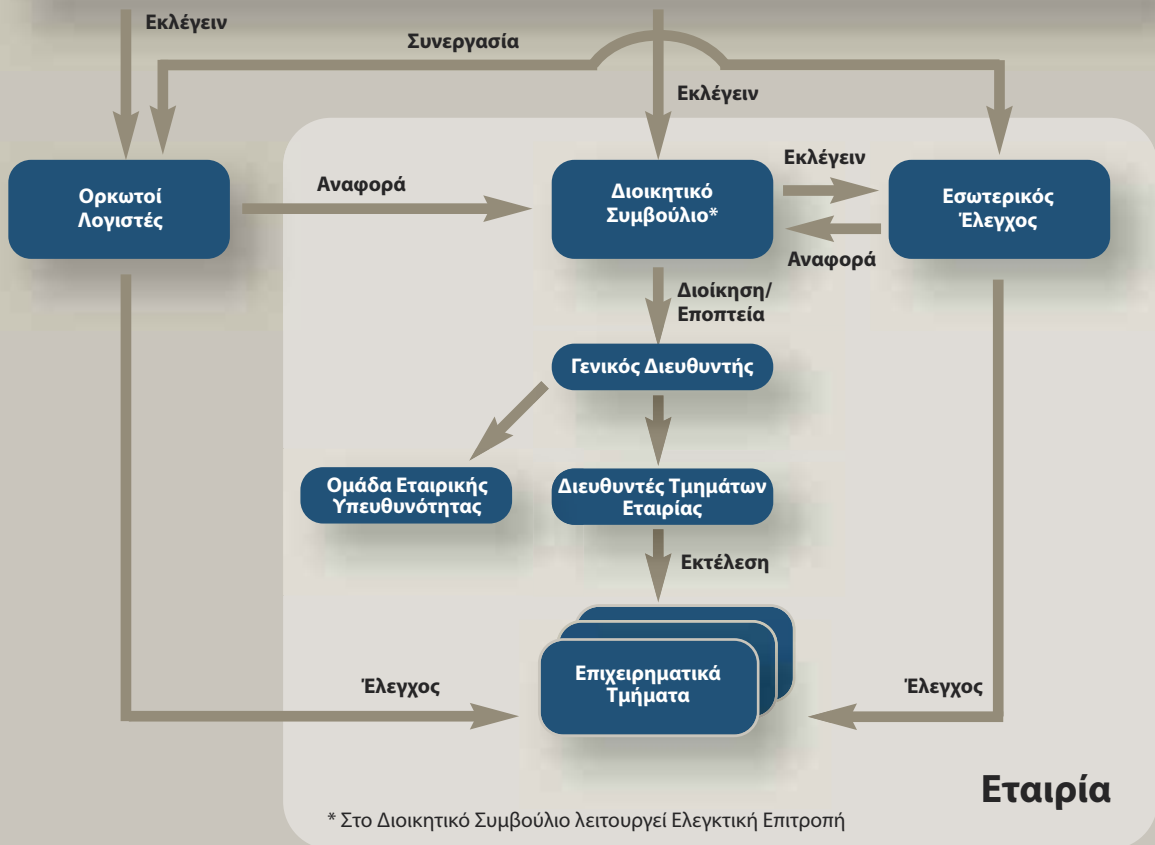 Εκλέγειν
Συνεργασία
Εκλέγειν
Ορκωτοί
Λογιστές
Αναφορά
Διοικητικό
Συμβούλιο*
Εκλέγειν
Αναφορά
Εσωτερικός
Έλεγχος
Διοίκηση/
Εποπτεία
Γενικός Διευθυντής
Ομάδα Εταιρικής
Υπευθυνότητας
Διευθυντές Τμημάτων
Εταιρίας
Εκτέλεση
Επιχειρηματικά
Τμήματα
Έλεγχος
Έλεγχος
Εταιρία
* Στο Διοικητικό Συμβούλιο λειτουργεί Ελεγκτική Επιτροπή